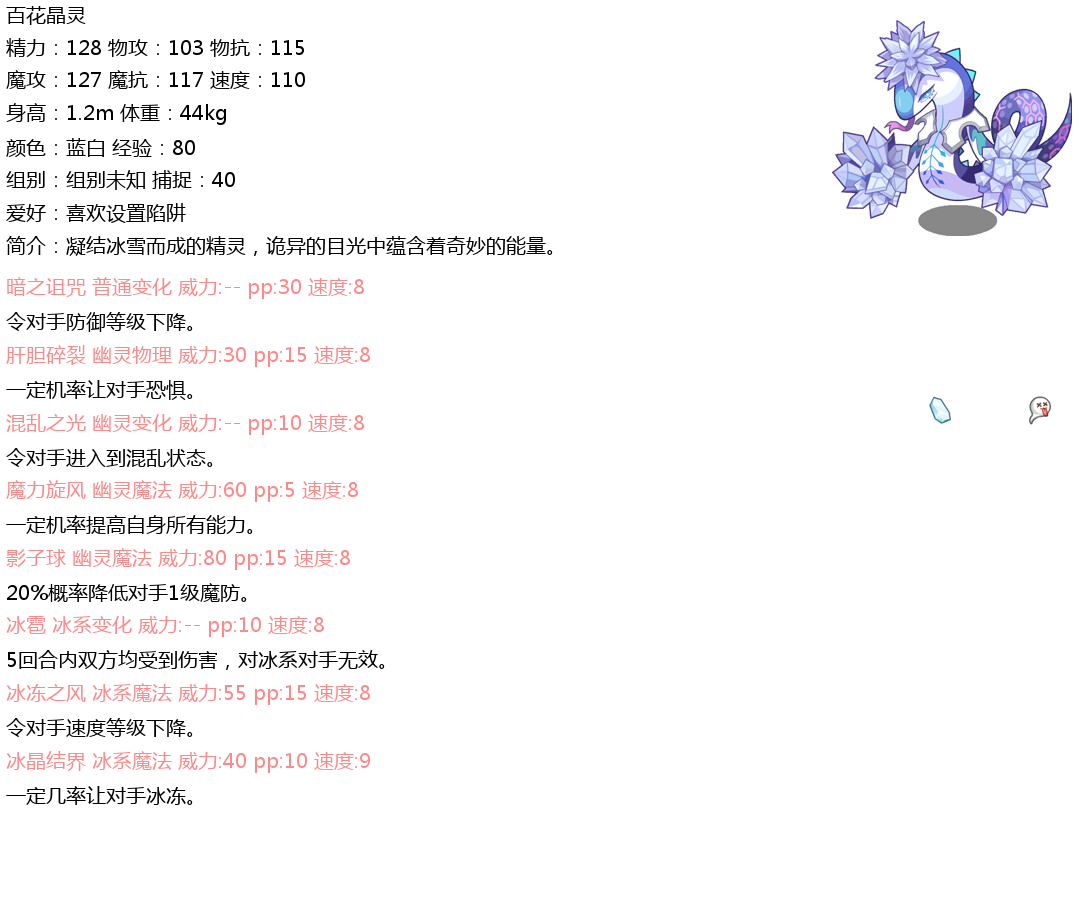 百花晶灵
精力：128 物攻：103 物抗：115
魔攻：127 魔抗：117 速度：110
身高：1.2m 体重：44kg
颜色：蓝白 经验：80
组别：组别未知 捕捉：40
爱好：喜欢设置陷阱
简介：凝结冰雪而成的精灵，诡异的目光中蕴含着奇妙的能量。
暗之诅咒 普通变化 威力:-- pp:30 速度:8
令对手防御等级下降。
肝胆碎裂 幽灵物理 威力:30 pp:15 速度:8
一定机率让对手恐惧。
混乱之光 幽灵变化 威力:-- pp:10 速度:8
令对手进入到混乱状态。
魔力旋风 幽灵魔法 威力:60 pp:5 速度:8
一定机率提高自身所有能力。
影子球 幽灵魔法 威力:80 pp:15 速度:8
20%概率降低对手1级魔防。
冰雹 冰系变化 威力:-- pp:10 速度:8
5回合内双方均受到伤害，对冰系对手无效。
冰冻之风 冰系魔法 威力:55 pp:15 速度:8
令对手速度等级下降。
冰晶结界 冰系魔法 威力:40 pp:10 速度:9
一定几率让对手冰冻。